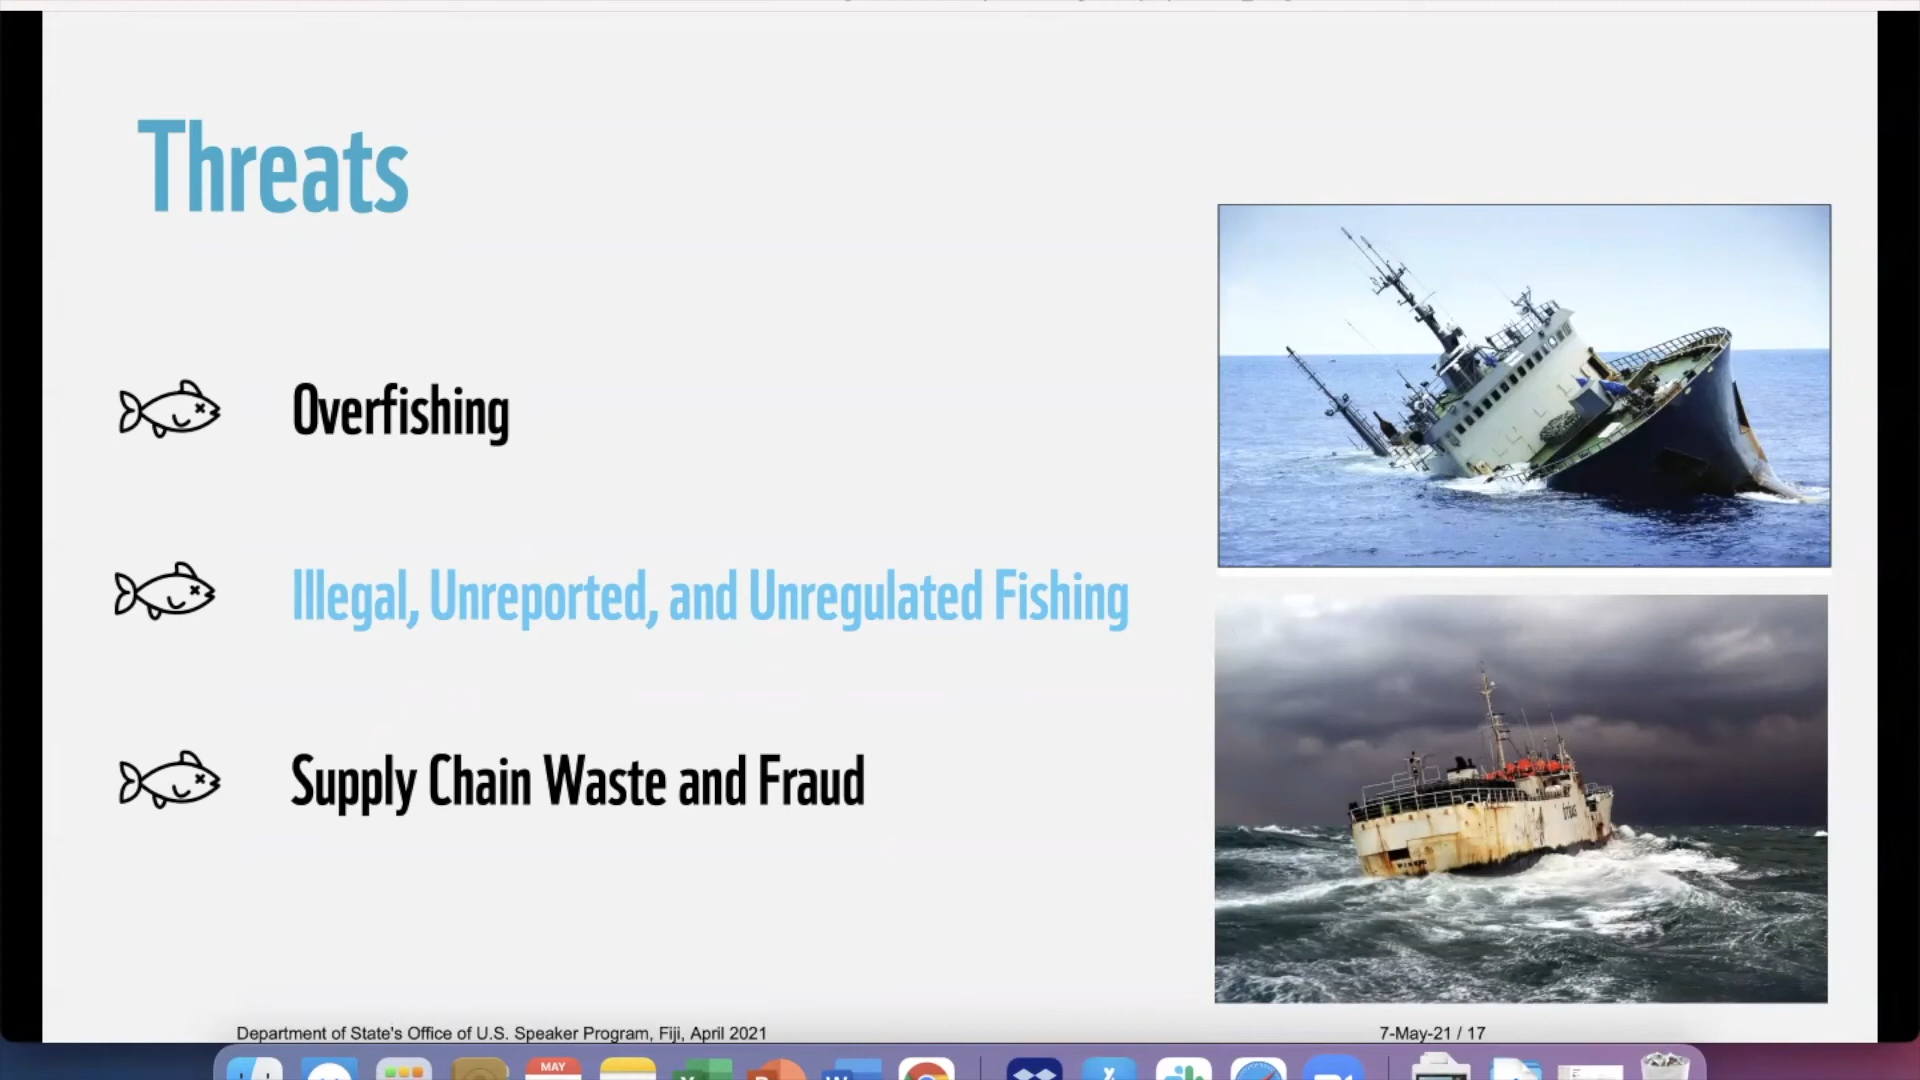 Threats
Overfishing
Illegal, Unreported, and Unregulated Fishing
Supply Chain Waste and Fraud
Department of State's Office of U.S. Speaker Program, Fiji, April 2021
7-May-21 / 17
MAY